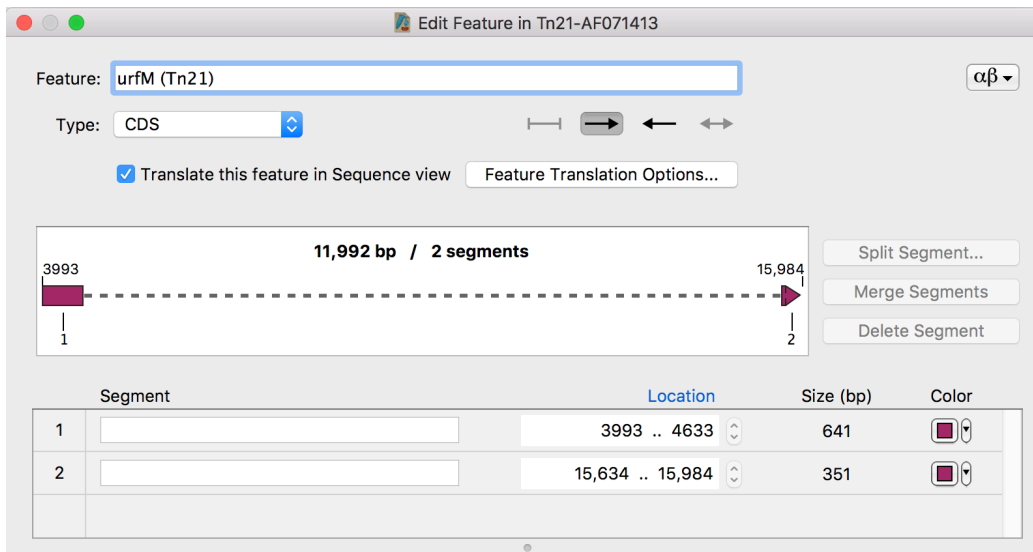 Edit Feature in Tn21-AF071413
Feature: urfM (Tn21) αβ
Type: CDS
Translate this feature in Sequence view Feature Translation Options...
11,992 bp / 2 segments
3993 15,984
1 2
Split Segment...
Merge Segments
Delete Segment
Segment Location Size (bp) Color
1 3993 .. 4633 641
2 15,634 .. 15,984 351